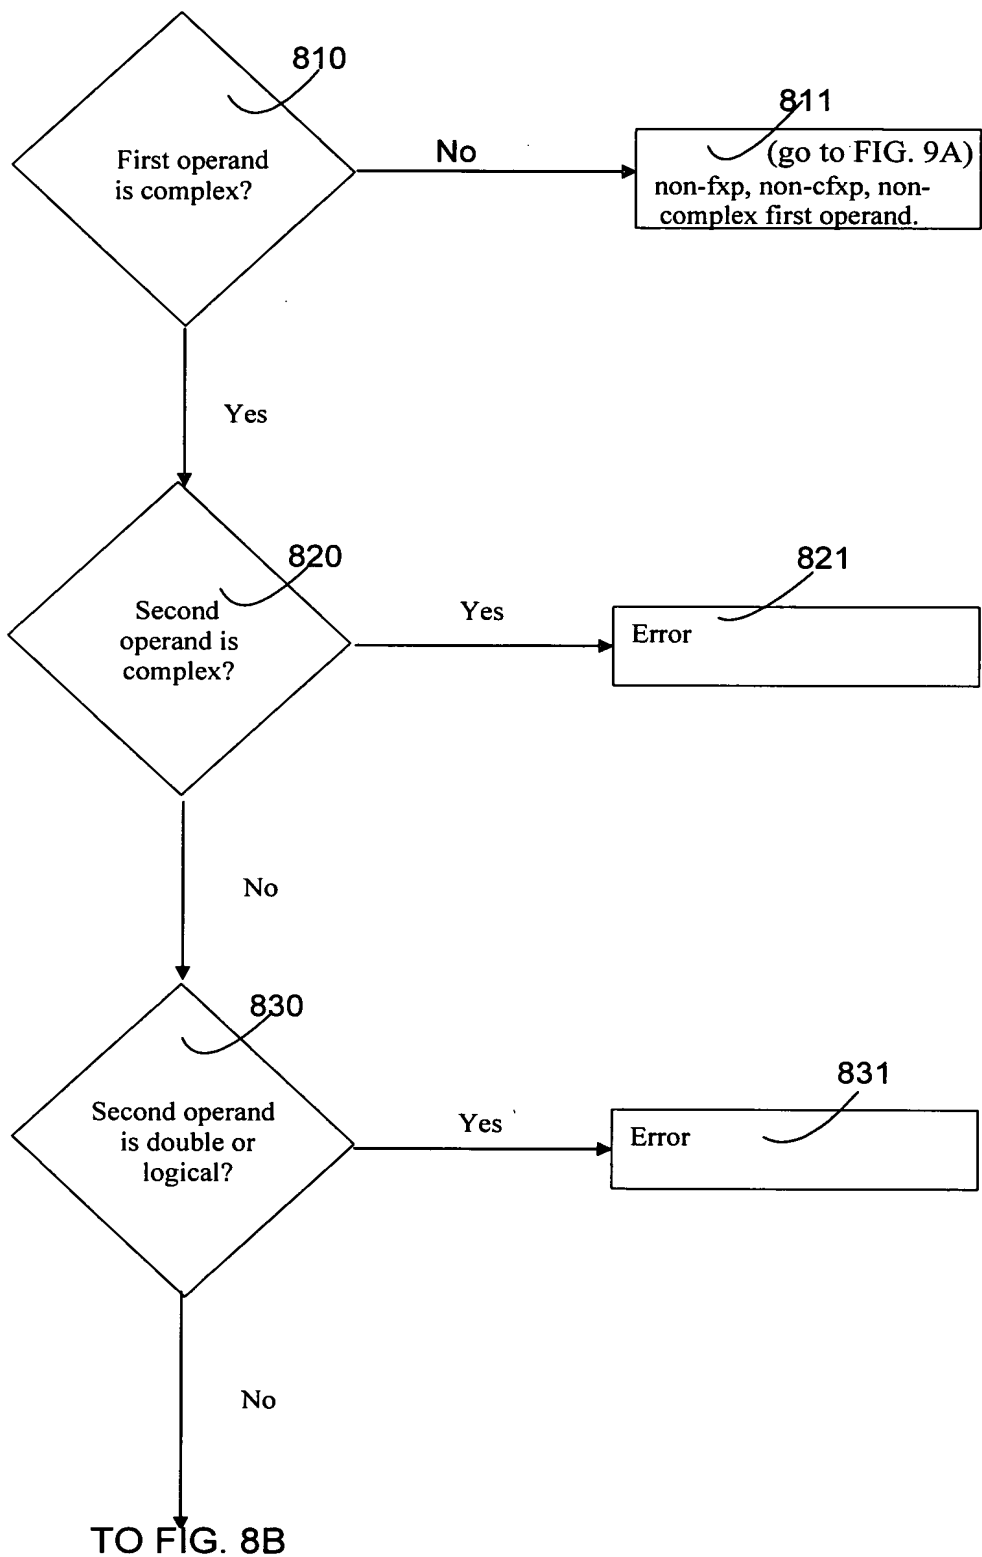 810
First operand
is complex?
No
811
(go to FIG. 9A)
non-fxp, non-cfxp, non-
complex first operand.
Yes
820
Second
operand is
complex?
Yes
821
Error
No
830
Second operand
is double or
logical?
Yes
831
Error
No
TO FIG. 8B